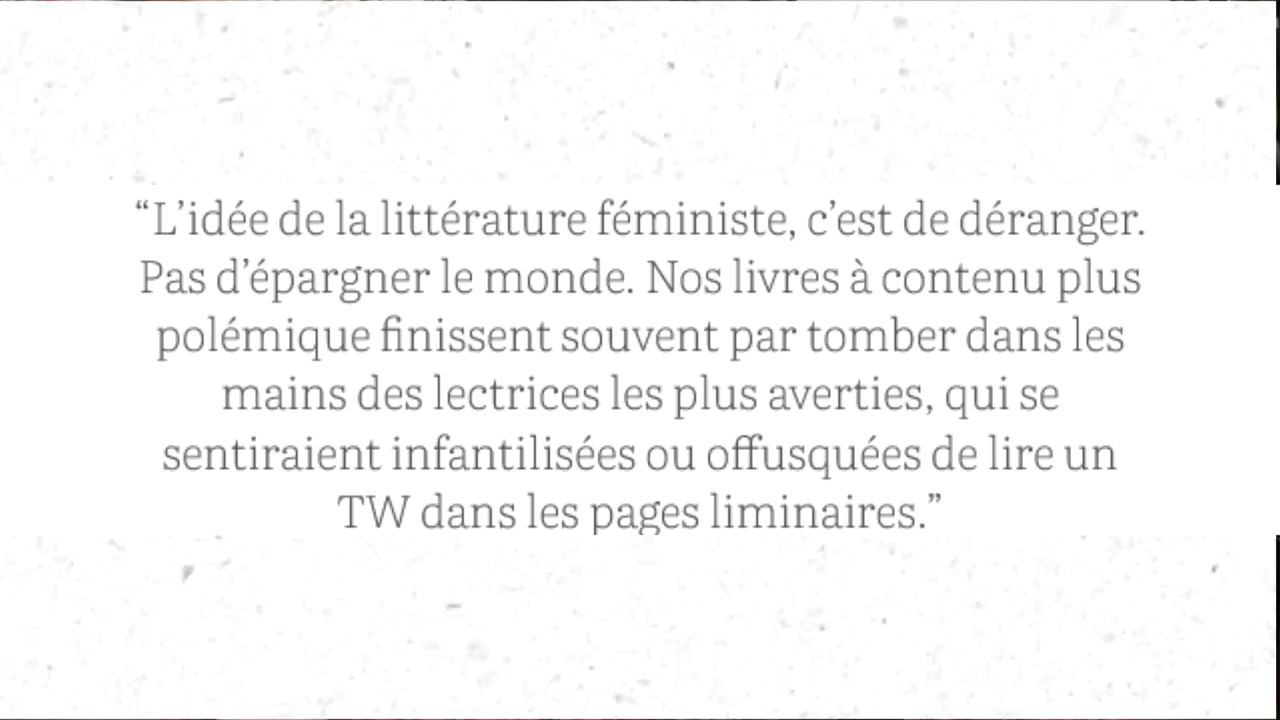 “L’idée de la littérature féministe, c’est de déranger.
Pas d’épargner le monde. Nos livres à contenu plus
polémique finissent souvent par tomber dans les
mains des lectrices les plus averties, qui se
sentiraient infantilisées ou offusquées de lire un
TW dans les pages liminaires.”